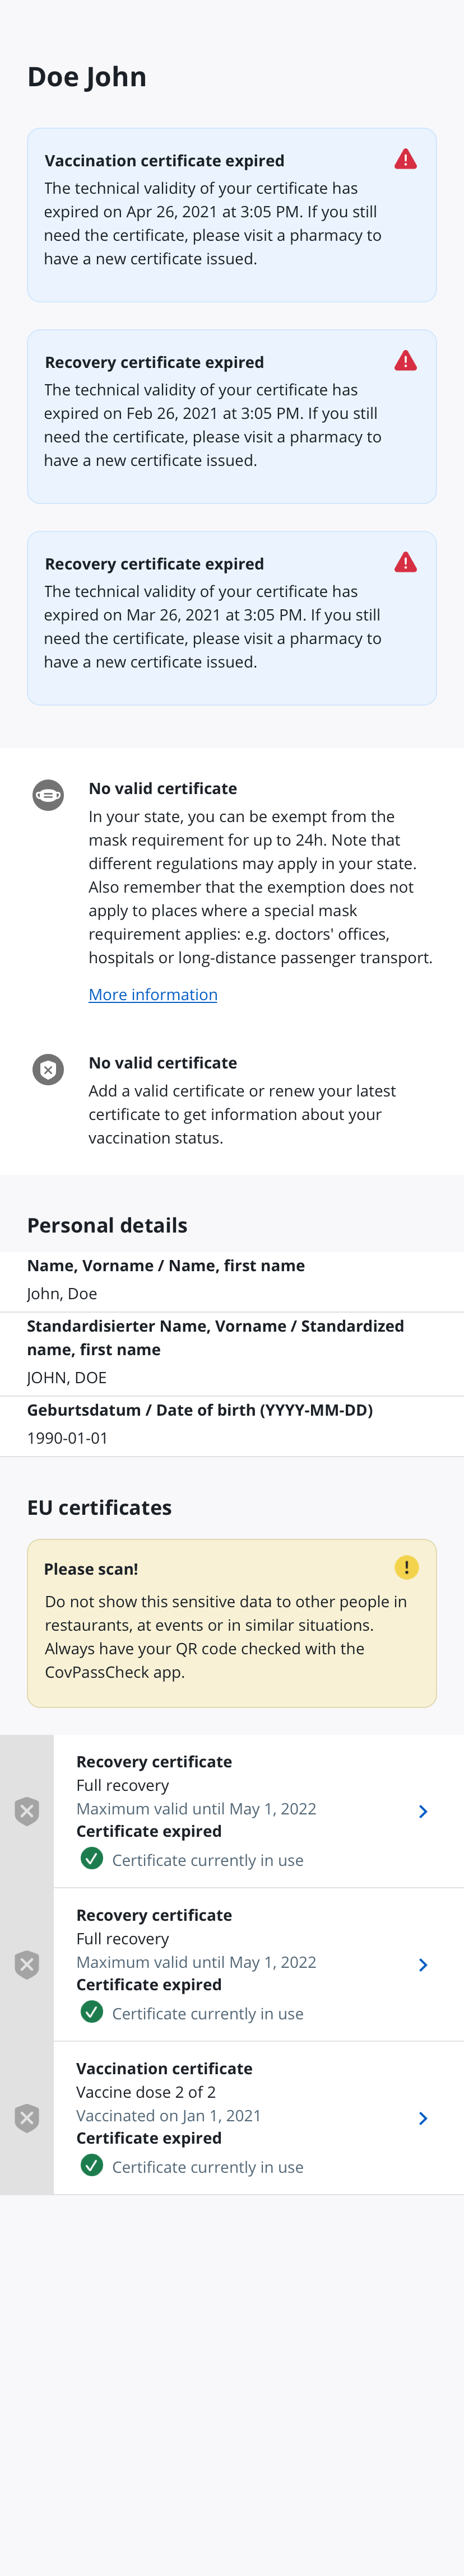 Doe John
Vaccination certificate expired
The technical validity of your certificate has
expired on Apr 26, 2021 at 3:05 PM. If you still
need the certificate, please visit a pharmacy to
have a new certificate issued.
Recovery certificate expired
The technical validity of your certificate has
expired on Feb 26, 2021 at 3:05 PM. If you still
need the certificate, please visit a pharmacy to
have a new certificate issued.
Recovery certificate expired
The technical validity of your certificate has
expired on Mar 26, 2021 at 3:05 PM. If you still
need the certificate, please visit a pharmacy to
have a new certificate issued.
No valid certificate
In your state, you can be exempt from the
mask requirement for up to 24h. Note that
different regulations may apply in your state.
Also remember that the exemption does not
apply to places where a special mask
requirement applies: e.g. doctors' offices,
hospitals or long-distance passenger transport.
More information
No valid certificate
Add a valid certificate or renew your latest
certificate to get information about your
vaccination status.
Personal details
Name, Vorname / Name, first name
John, Doe
Standardisierter Name, Vorname / Standardized
name, first name
JOHN, DOE
Geburtsdatum / Date of birth (YYYY-MM-DD)
1990-01-01
EU certificates
Please scan!
Do not show this sensitive data to other people in
restaurants, at events or in similar situations.
Always have your QR code checked with the
CovPassCheck app.
Recovery certificate
Full recovery
Maximum valid until May 1, 2022
Certificate expired
Certificate currently in use
Recovery certificate
Full recovery
Maximum valid until May 1, 2022
Certificate expired
Certificate currently in use
Vaccination certificate
Vaccine dose 2 of 2
Vaccinated on Jan 1, 2021
Certificate expired
Certificate currently in use